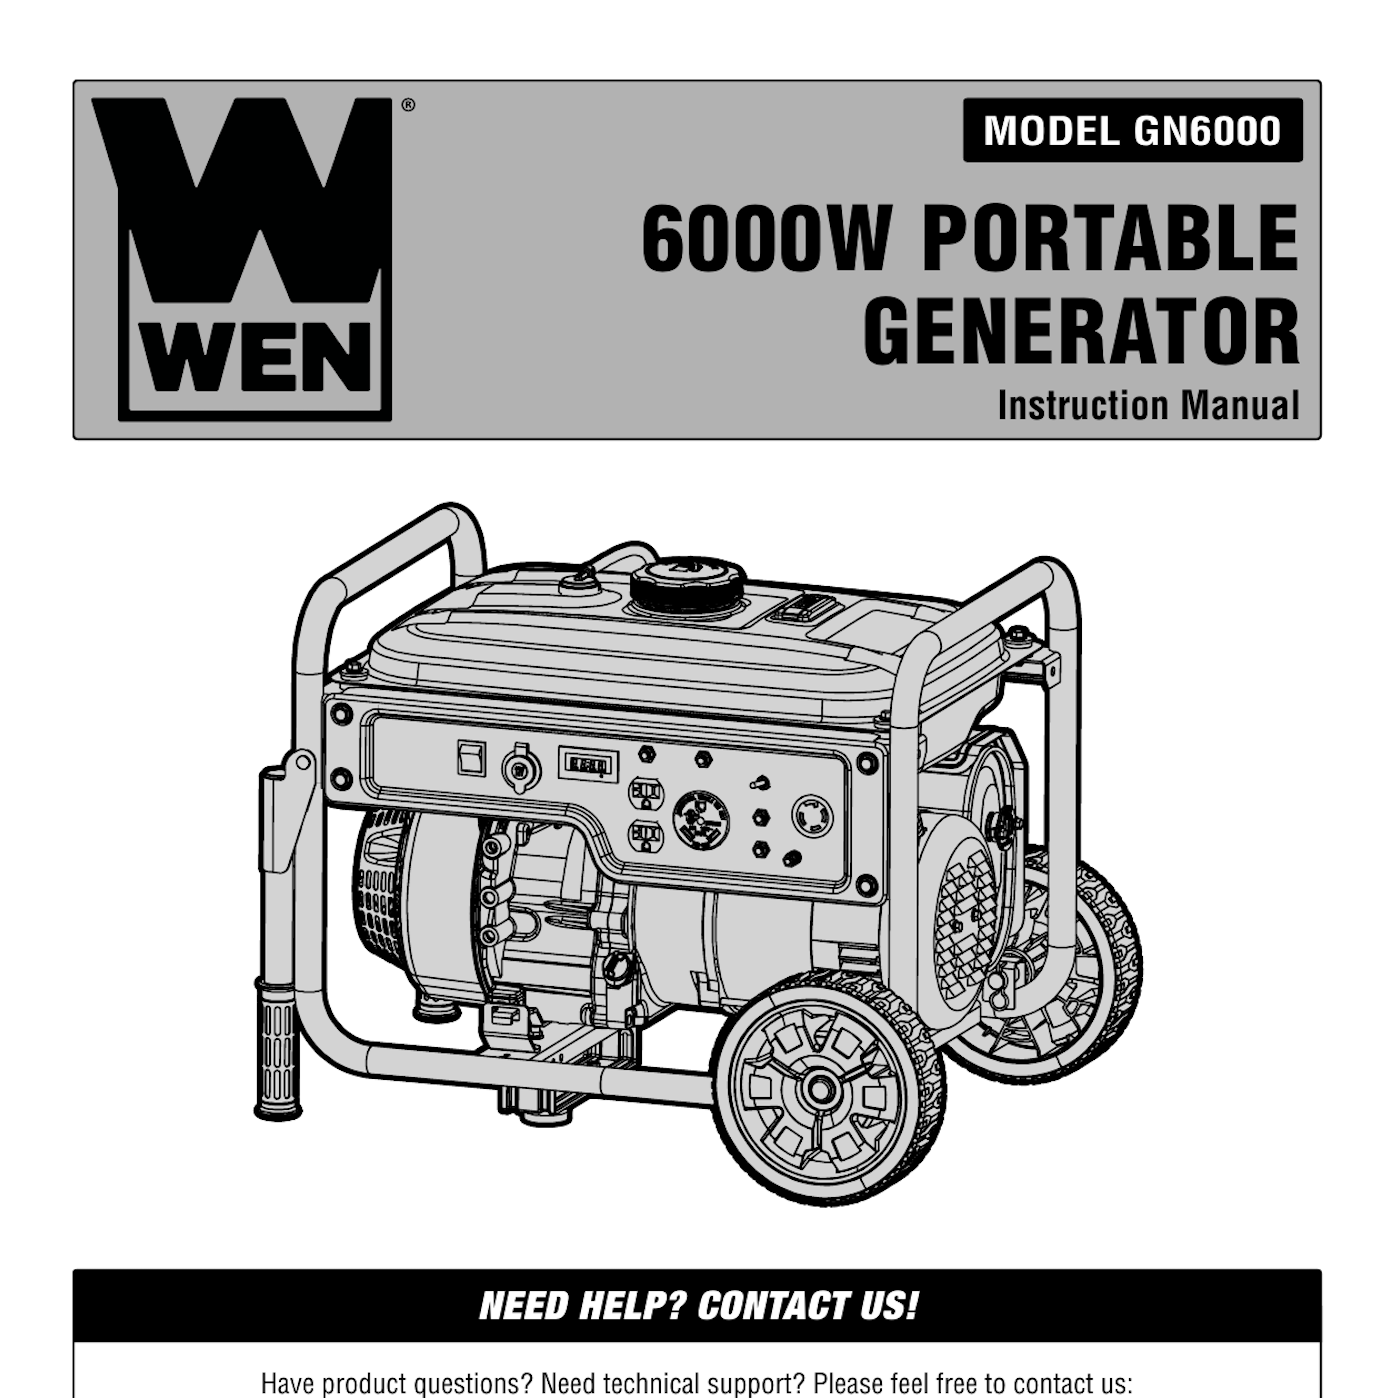 WEN
®
MODEL GN6000
6000W PORTABLE
GENERATOR
Instruction Manual
NEED HELP? CONTACT US!
Have product questions? Need technical support? Please feel free to contact us: